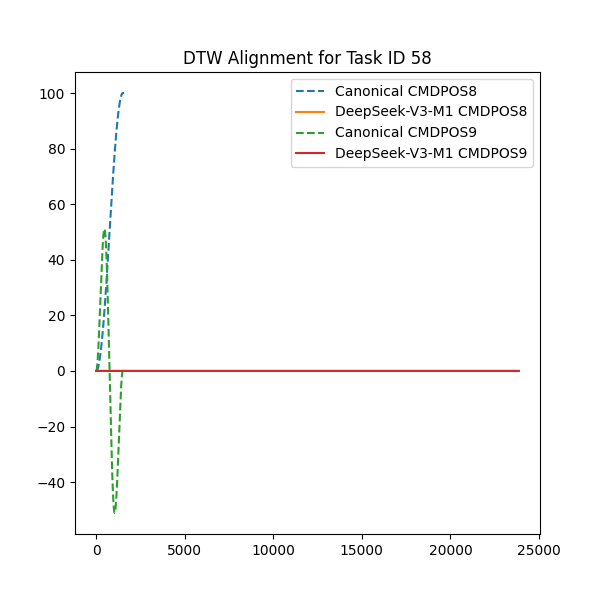 DTW Alignment for Task ID 58
Canonical CMDPOS8
DeepSeek-V3-M1 CMDPOS8
Canonical CMDPOS9
DeepSeek-V3-M1 CMDPOS9
100
80
60
40
20
0
−20
−40
0 5000 10000 15000 20000 25000